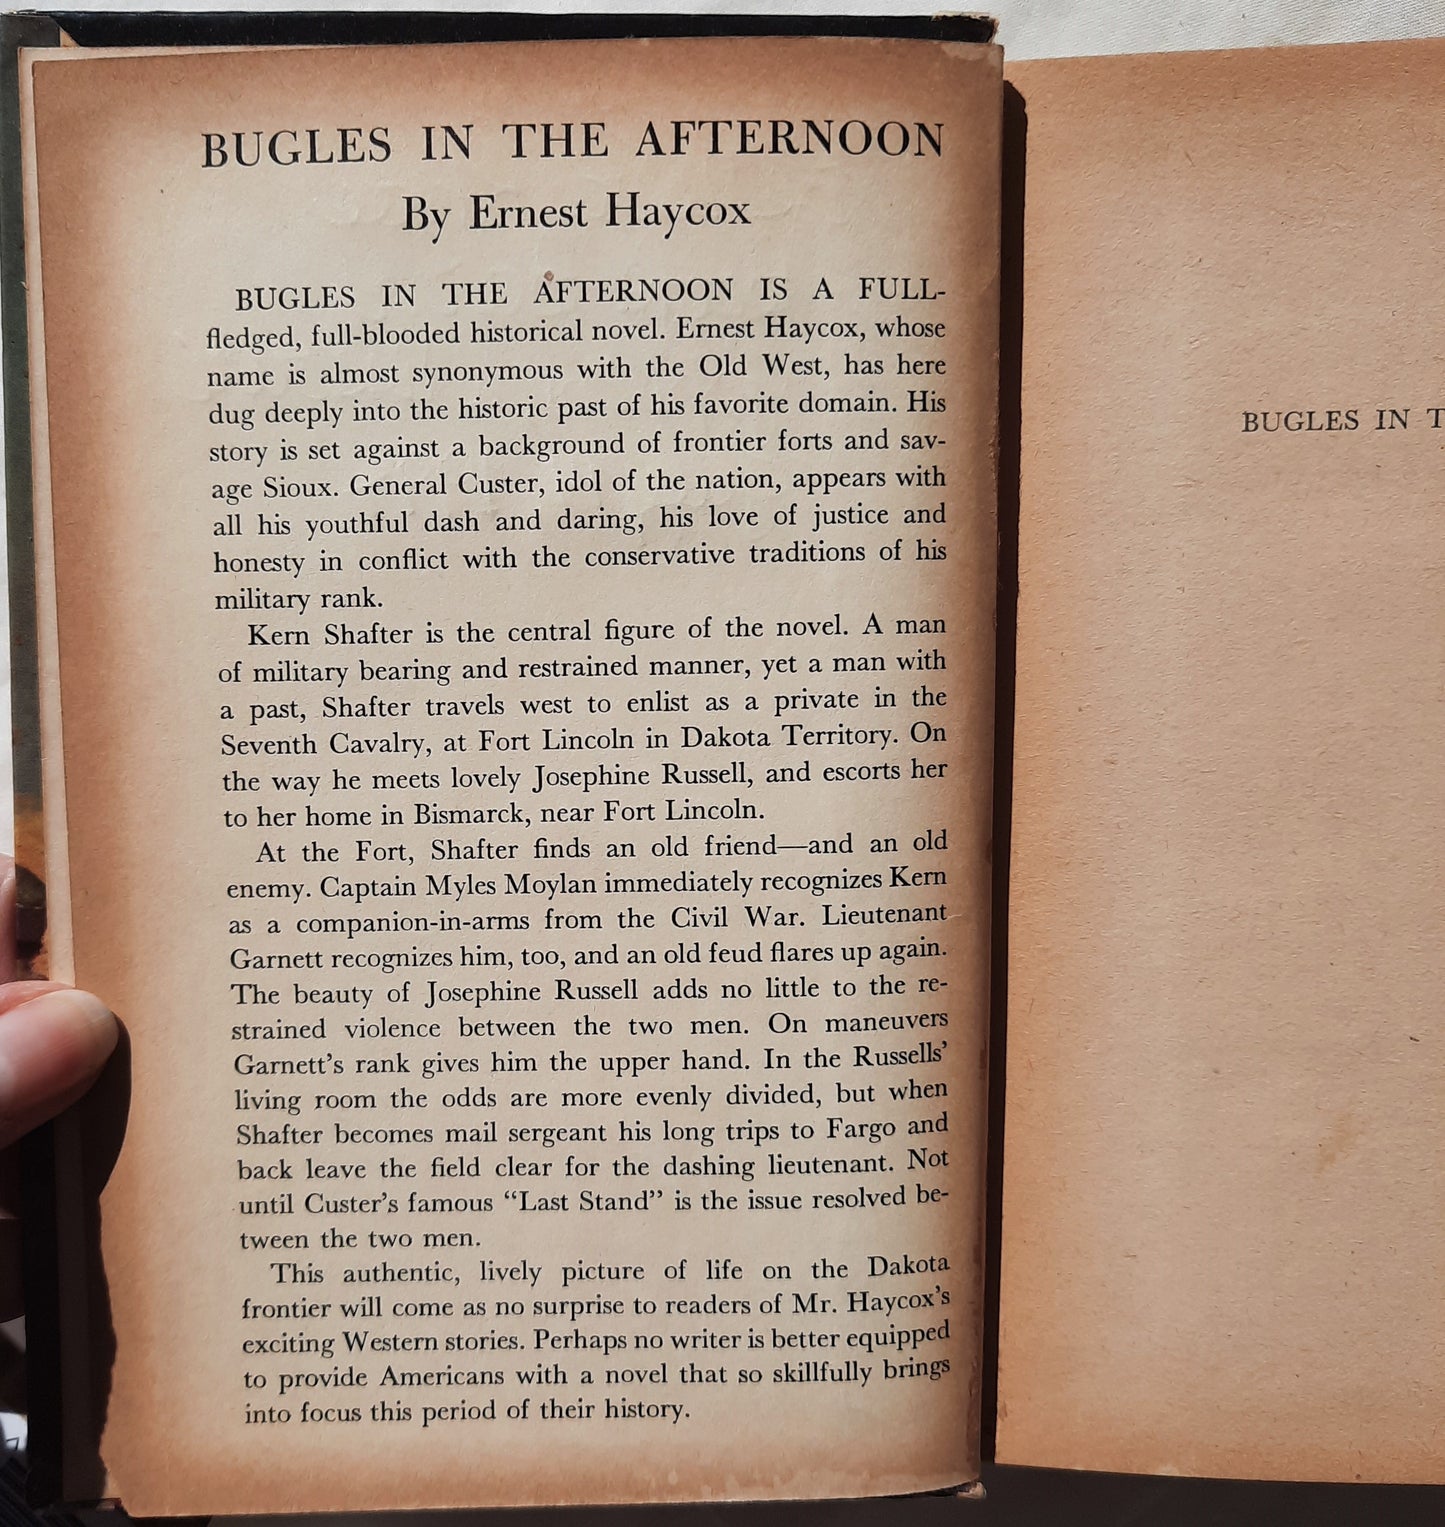 BUGLES IN THE AFTERNOON
By Ernest Haycox
BUGLES IN THE AFTERNOON IS A FULL-
fledged, full-blooded historical novel. Ernest Haycox, whose
name is almost synonymous with the Old West, has here
dug deeply into the historic past of his favorite domain. His
story is set against a background of frontier forts and sav-
age Sioux. General Custer, idol of the nation, appears with
all his youthful dash and daring, his love of justice and
honesty in conflict with the conservative traditions of his
military rank.
Kern Shafter is the central figure of the novel. A man
of military bearing and restrained manner, yet a man with
a past, Shafter travels west to enlist as a private in the
Seventh Cavalry, at Fort Lincoln in Dakota Territory. On
the way he meets lovely Josephine Russell, and escorts her
to her home in Bismarck, near Fort Lincoln.
At the Fort, Shafter finds an old friend—and an old
enemy. Captain Myles Moylan immediately recognizes Kern
as a companion-in-arms from the Civil War. Lieutenant
Garnett recognizes him, too, and an old feud flares up again.
The beauty of Josephine Russell adds no little to the re-
strained violence between the two men. On maneuvers
Garnett's rank gives him the upper hand. In the Russells'
living room the odds are more evenly divided, but when
Shafter becomes mail sergeant his long trips to Fargo and
back leave the field clear for the dashing lieutenant. Not
until Custer's famous "Last Stand" is the issue resolved be-
tween the two men.
This authentic, lively picture of life on the Dakota
frontier will come as no surprise to readers of Mr. Haycox's
exciting Western stories. Perhaps no writer is better equipped
to provide Americans with a novel that so skillfully brings
into focus this period of their history.
BUGLES IN T